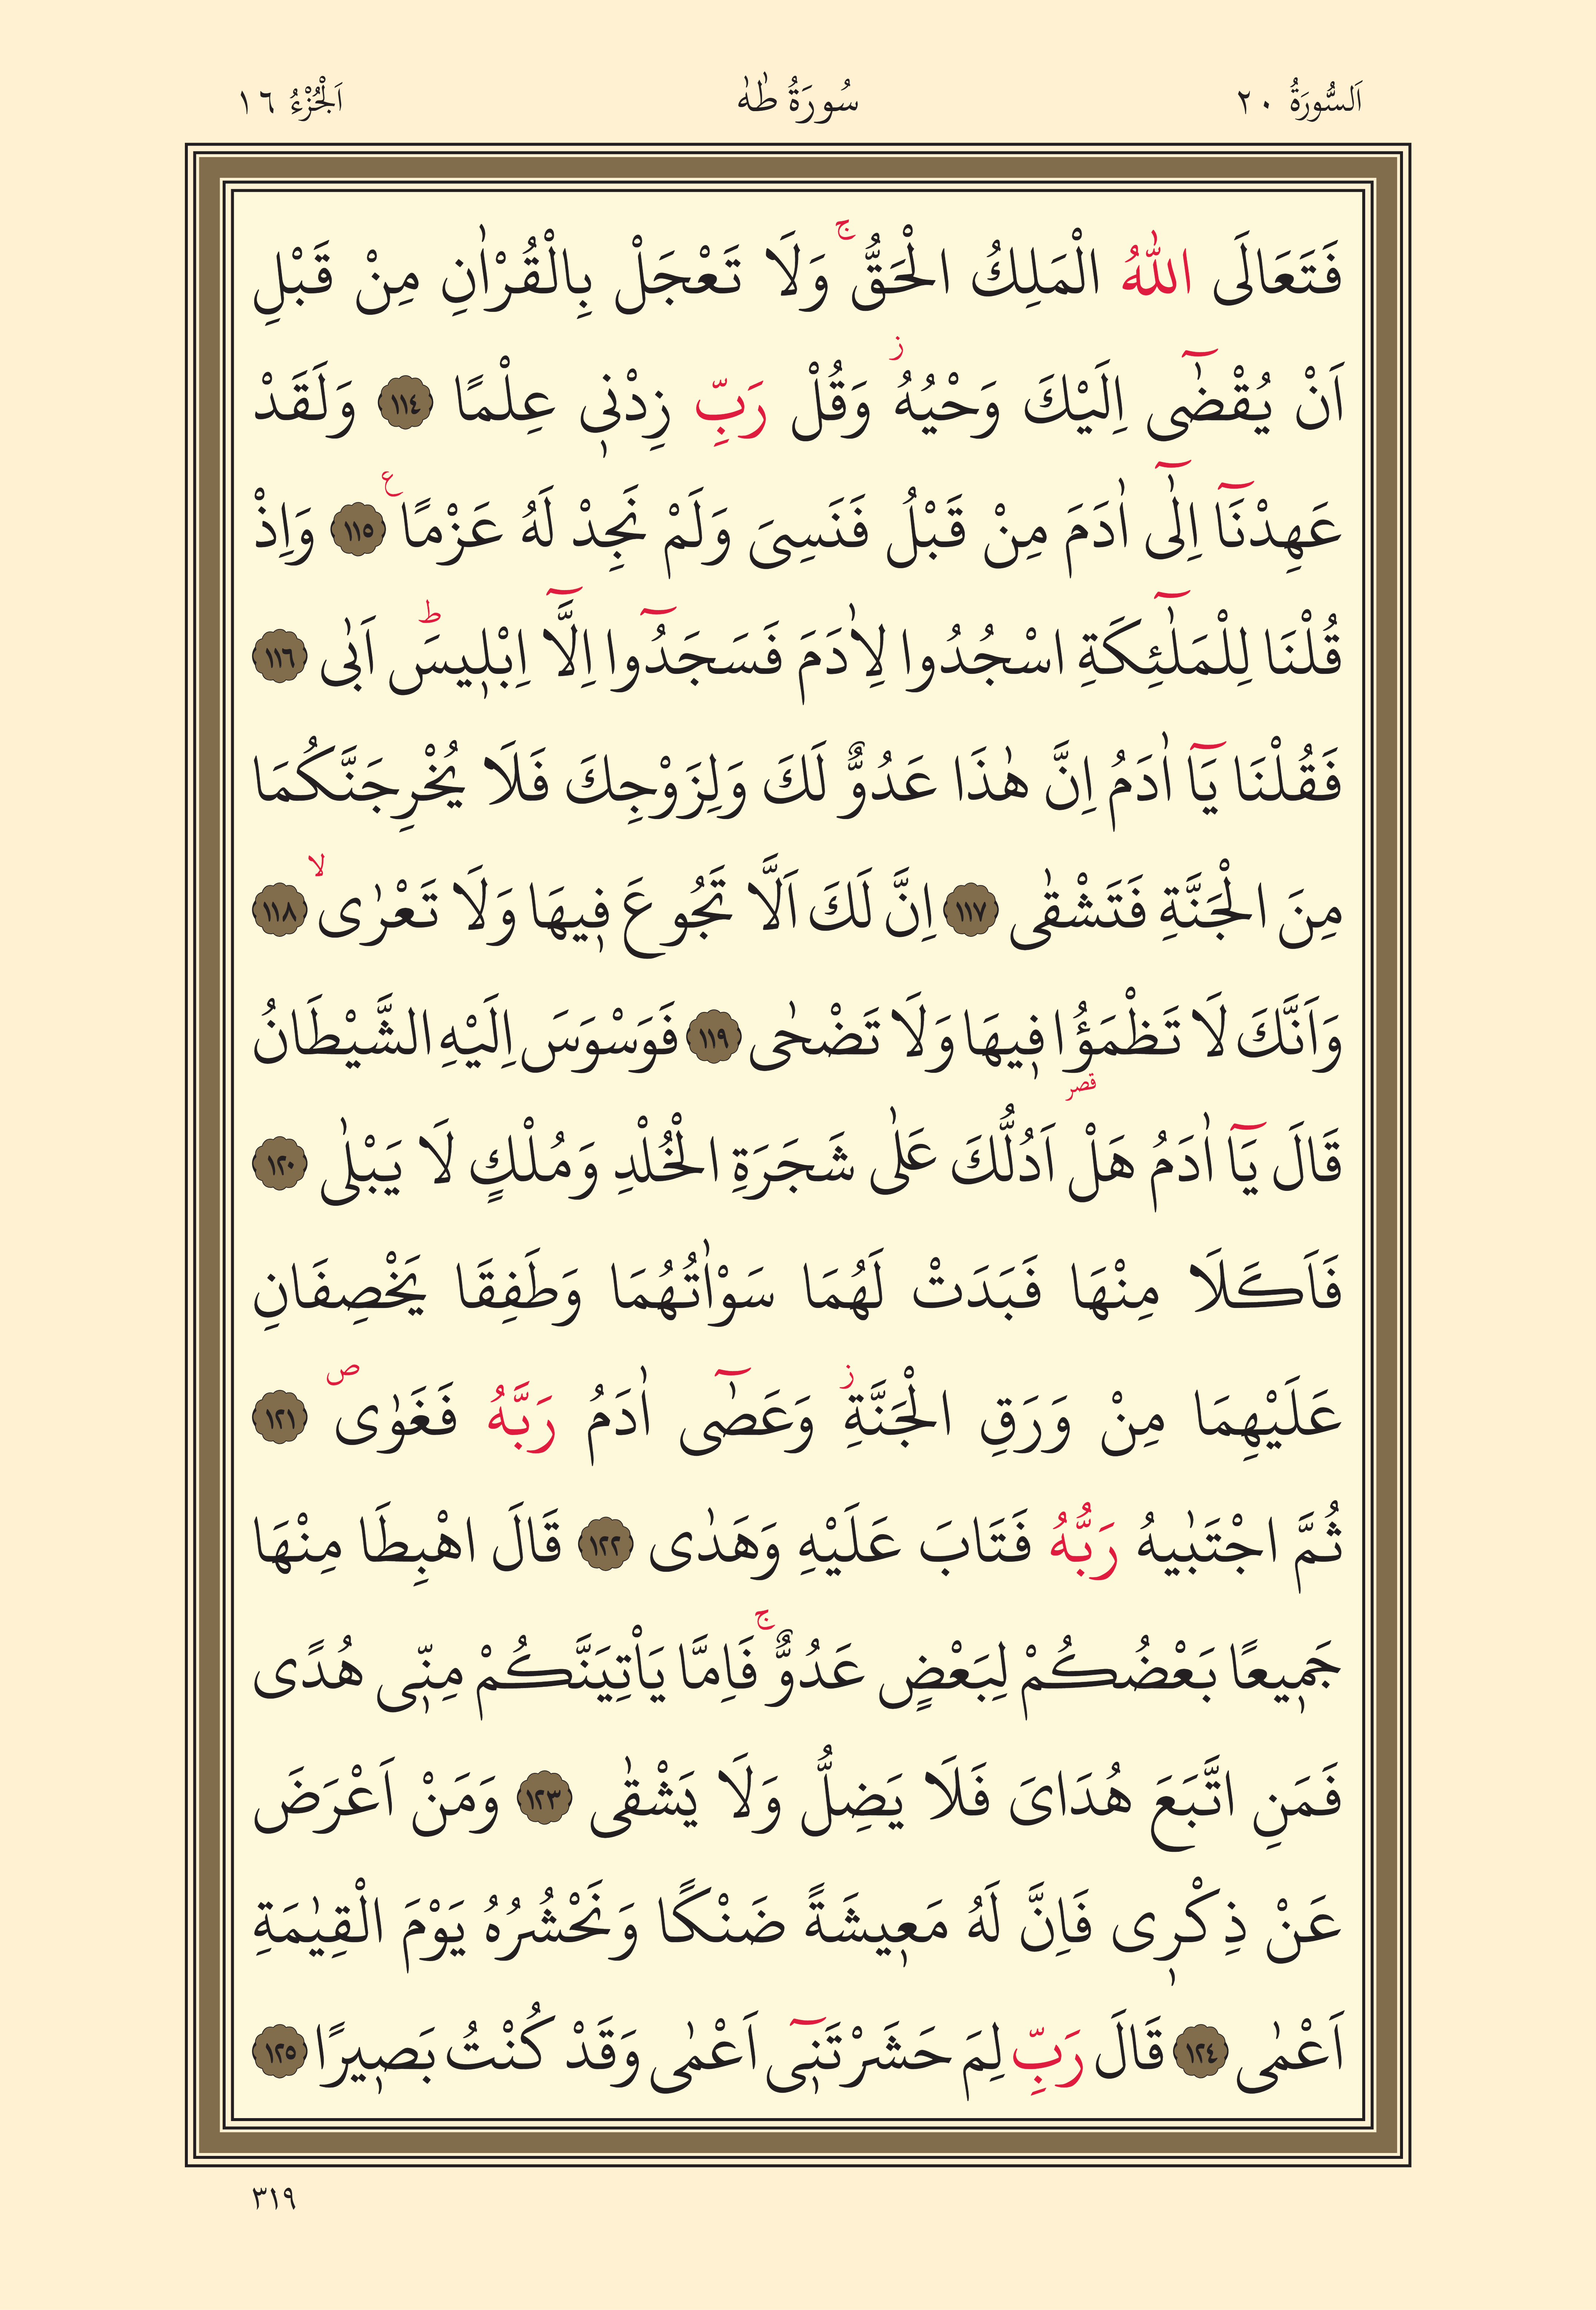 اَلسُّورَةُ ٢٠ سُورَةُ طٰهٰ اَلْجُزْءُ ١٦
فَتَعَالَى اللّٰهُ الْمَلِكُ الْحَقُّۚ وَلَا تَعْجَلْ بِالْقُرْاٰنِ مِنْ قَبْلِ
اَنْ يُقْضٰٓى اِلَيْكَ وَحْيُهُۘ وَقُلْ رَبِّ زِدْنٖي عِلْمًا ﴿١١٤﴾ وَلَقَدْ
عَهِدْنَٓا اِلٰٓى اٰدَمَ مِنْ قَبْلُ فَنَسِىَ وَلَمْ نَجِدْ لَهُ عَزْمًا ع ﴿١١٥﴾ وَاِذْ
قُلْنَا لِلْمَلٰٓئِكَةِ اسْجُدُوا لِاٰدَمَ فَسَجَدُٓوا اِلَّٓا اِبْلٖيسَؕ اَبٰى ﴿١١٦﴾
فَقُلْنَا يَٓا اٰدَمُ اِنَّ هٰذَا عَدُوٌّ لَكَ وَلِزَوْجِكَ فَلَا يُخْرِجَنَّكُمَا
مِنَ الْجَنَّةِ فَتَشْقٰى ﴿١١٧﴾ اِنَّ لَكَ اَلَّا تَجُوعَ فٖيهَا وَلَا تَعْرٰىۙ ﴿١١٨﴾
وَاَنَّكَ لَا تَظْمَؤُا فٖيهَا وَلَا تَضْحٰى ﴿١١٩﴾ فَوَسْوَسَ اِلَيْهِ الشَّيْطَانُ
قصر
قَالَ يَٓا اٰدَمُ هَلْ اَدُلُّكَ عَلٰى شَجَرَةِ الْخُلْدِ وَمُلْكٍ لَا يَبْلٰى ﴿١٢٠﴾
فَاَكَلَا مِنْهَا فَبَدَتْ لَهُمَا سَوْاٰتُهُمَا وَطَفِقَا يَخْصِفَانِ
عَلَيْهِمَا مِنْ وَرَقِ الْجَنَّةِز وَعَصٰٓى اٰدَمُ رَبَّهُ فَغَوٰى ص ﴿١٢١﴾
ثُمَّ اجْتَبٰيهُ رَبُّهُ فَتَابَ عَلَيْهِ وَهَدٰى ﴿١٢٢﴾ قَالَ اهْبِطَا مِنْهَا
جَمٖيعًا بَعْضُكُمْ لِبَعْضٍ عَدُوٌّۚ فَاِمَّا يَاْتِيَنَّكُمْ مِنّٖى هُدًى
فَمَنِ اتَّبَعَ هُدَاىَ فَلَا يَضِلُّ وَلَا يَشْقٰى ﴿١٢٣﴾ وَمَنْ اَعْرَضَ
عَنْ ذِكْرٖى فَاِنَّ لَهُ مَعٖيشَةً ضَنْكًا وَنَحْشُرُهُ يَوْمَ الْقِيٰمَةِ
اَعْمٰى ﴿١٢٤﴾ قَالَ رَبِّ لِمَ حَشَرْتَنٖٓى اَعْمٰى وَقَدْ كُنْتُ بَصٖيرًا ﴿١٢٥﴾
٣١٩